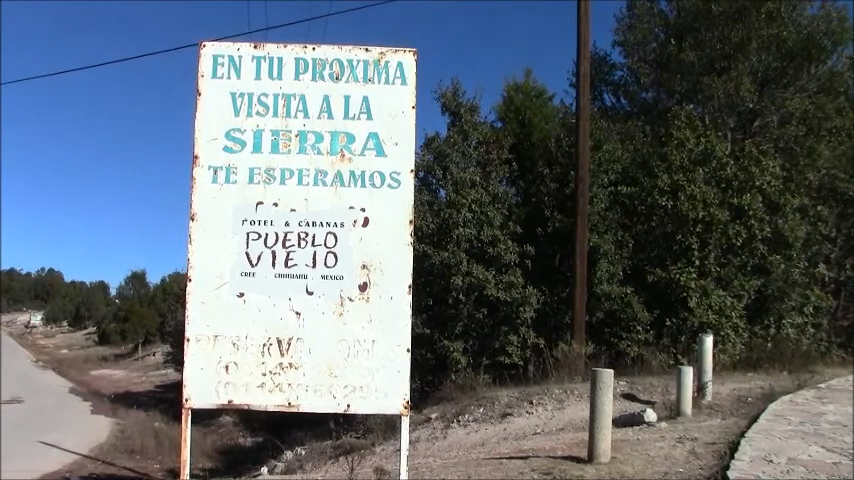 EN TU PROXIMA
VISITA A LA
SIERRA
TE ESPERAMOS
HOTEL & CABAÑAS
PUEBLO
VIEJO
CREEL, CHIHUAHUA, MEXICO